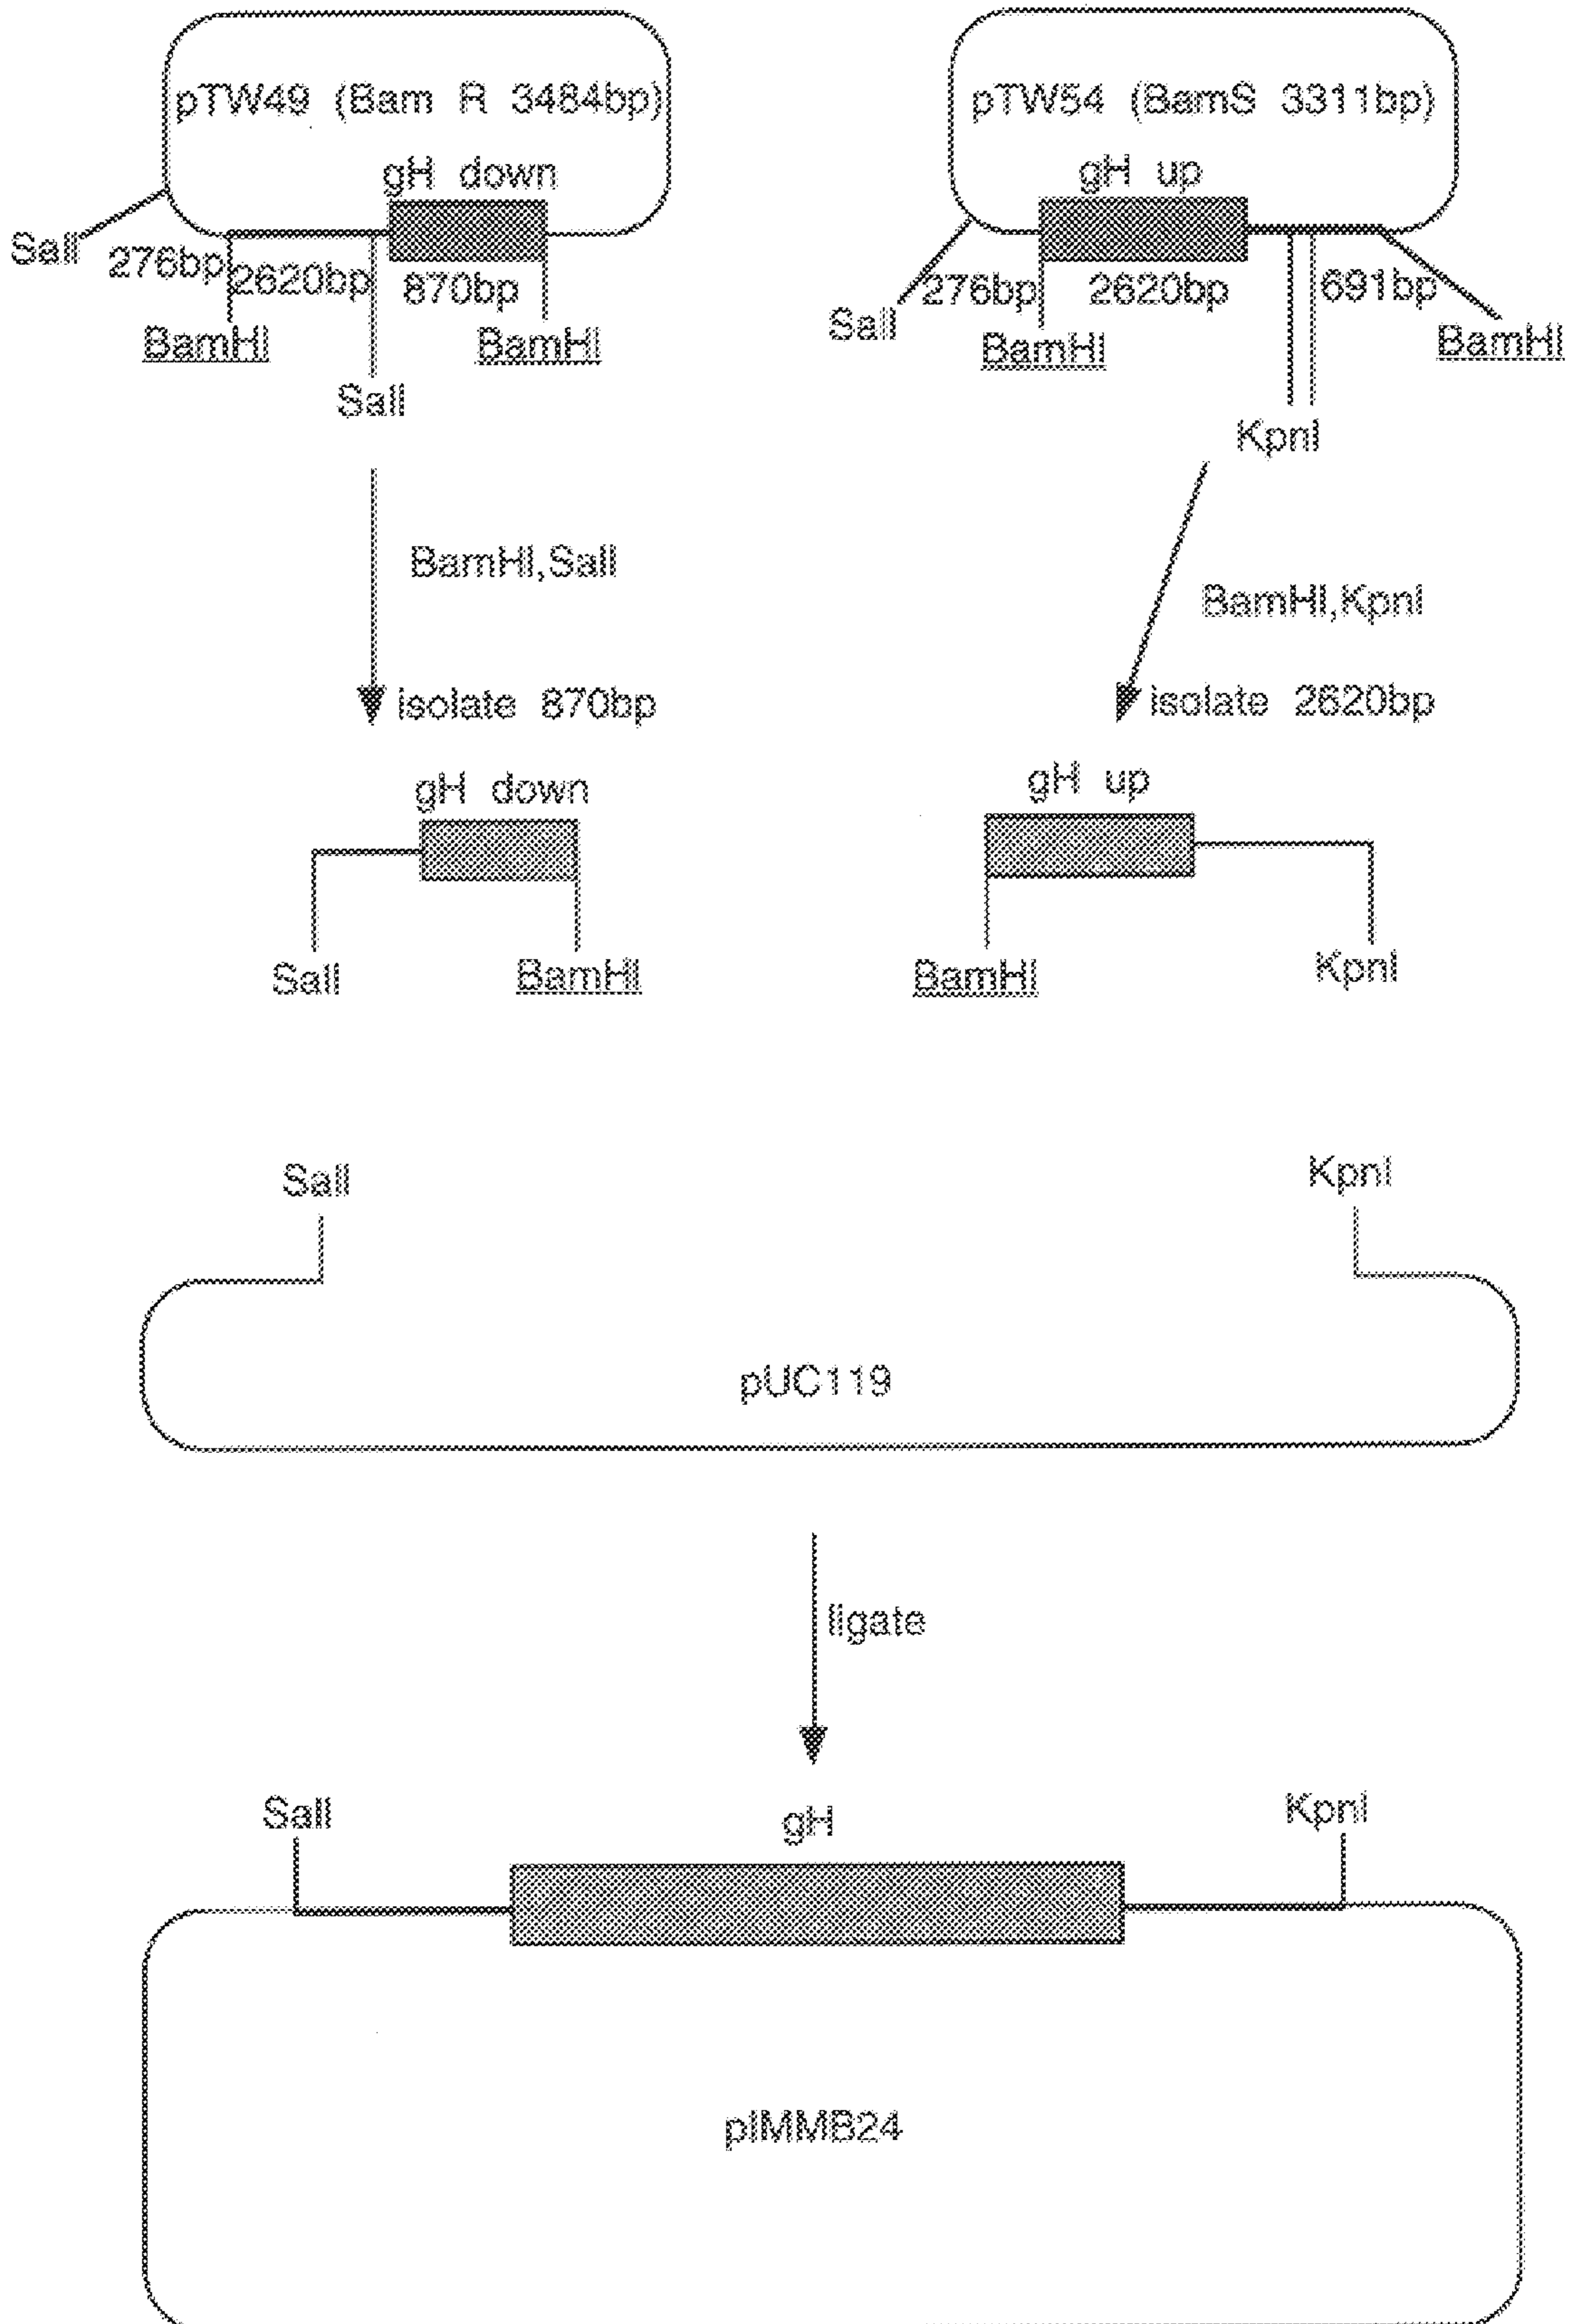 pTW49 (Bam R 3484bp)
pTW54 (BamS 3311bp)
gH down
gH up
SalI
276bp
2620bp
870bp
BamHI
BamHI
SalI
SalI
276bp
2620bp
691bp
BamHI
BamHI
KpnI
BamHI,SalI
BamHI,KpnI
isolate 870bp
isolate 2620bp
gH down
gH up
SalI
BamHI
BamHI
KpnI
SalI
KpnI
pUC119
ligate
SalI
gH
KpnI
pIMMB24